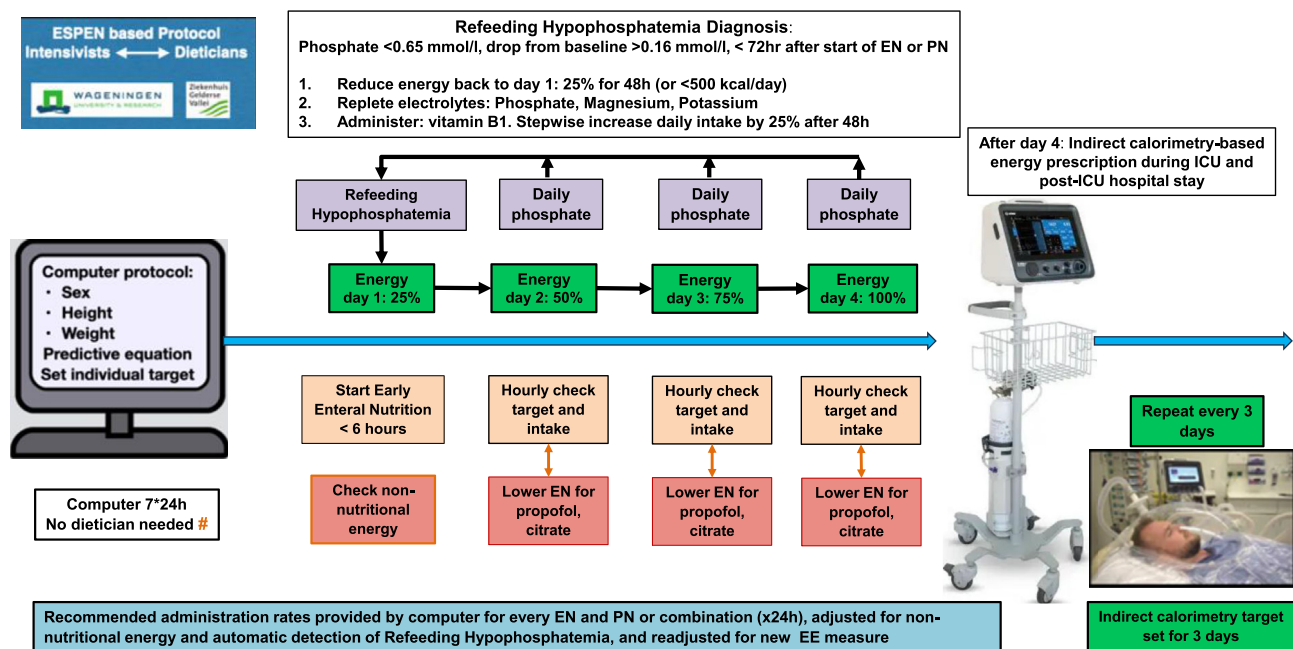 ESPEN based Protocol
Intensivists ⟷ Dieticians
WAGENINGEN
UNIVERSITY & RESEARCH
Ziekenhuis
Gelderse
Vallei
Refeeding Hypophosphatemia Diagnosis:
Phosphate <0.65 mmol/l, drop from baseline >0.16 mmol/l, < 72hr after start of EN or PN
1. Reduce energy back to day 1: 25% for 48h (or <500 kcal/day)
2. Replete electrolytes: Phosphate, Magnesium, Potassium
3. Administer: vitamin B1. Stepwise increase daily intake by 25% after 48h
After day 4: Indirect calorimetry-based
energy prescription during ICU and
post-ICU hospital stay
Refeeding
Hypophosphatemia
Daily
phosphate
Daily
phosphate
Daily
phosphate
Computer protocol:
· Sex
· Height
· Weight
Predictive equation
Set individual target
Energy
day 1: 25%
Energy
day 2: 50%
Energy
day 3: 75%
Energy
day 4: 100%
Start Early
Enteral Nutrition
< 6 hours
Hourly check
target and
intake
Hourly check
target and
intake
Hourly check
target and
intake
Repeat every 3
days
Computer 7*24h
No dietician needed #
Check non-
nutritional
energy
Lower EN for
propofol,
citrate
Lower EN for
propofol,
citrate
Lower EN for
propofol,
citrate
Recommended administration rates provided by computer for every EN and PN or combination (x24h), adjusted for non-
nutritional energy and automatic detection of Refeeding Hypophosphatemia, and readjusted for new EE measure
Indirect calorimetry target
set for 3 days